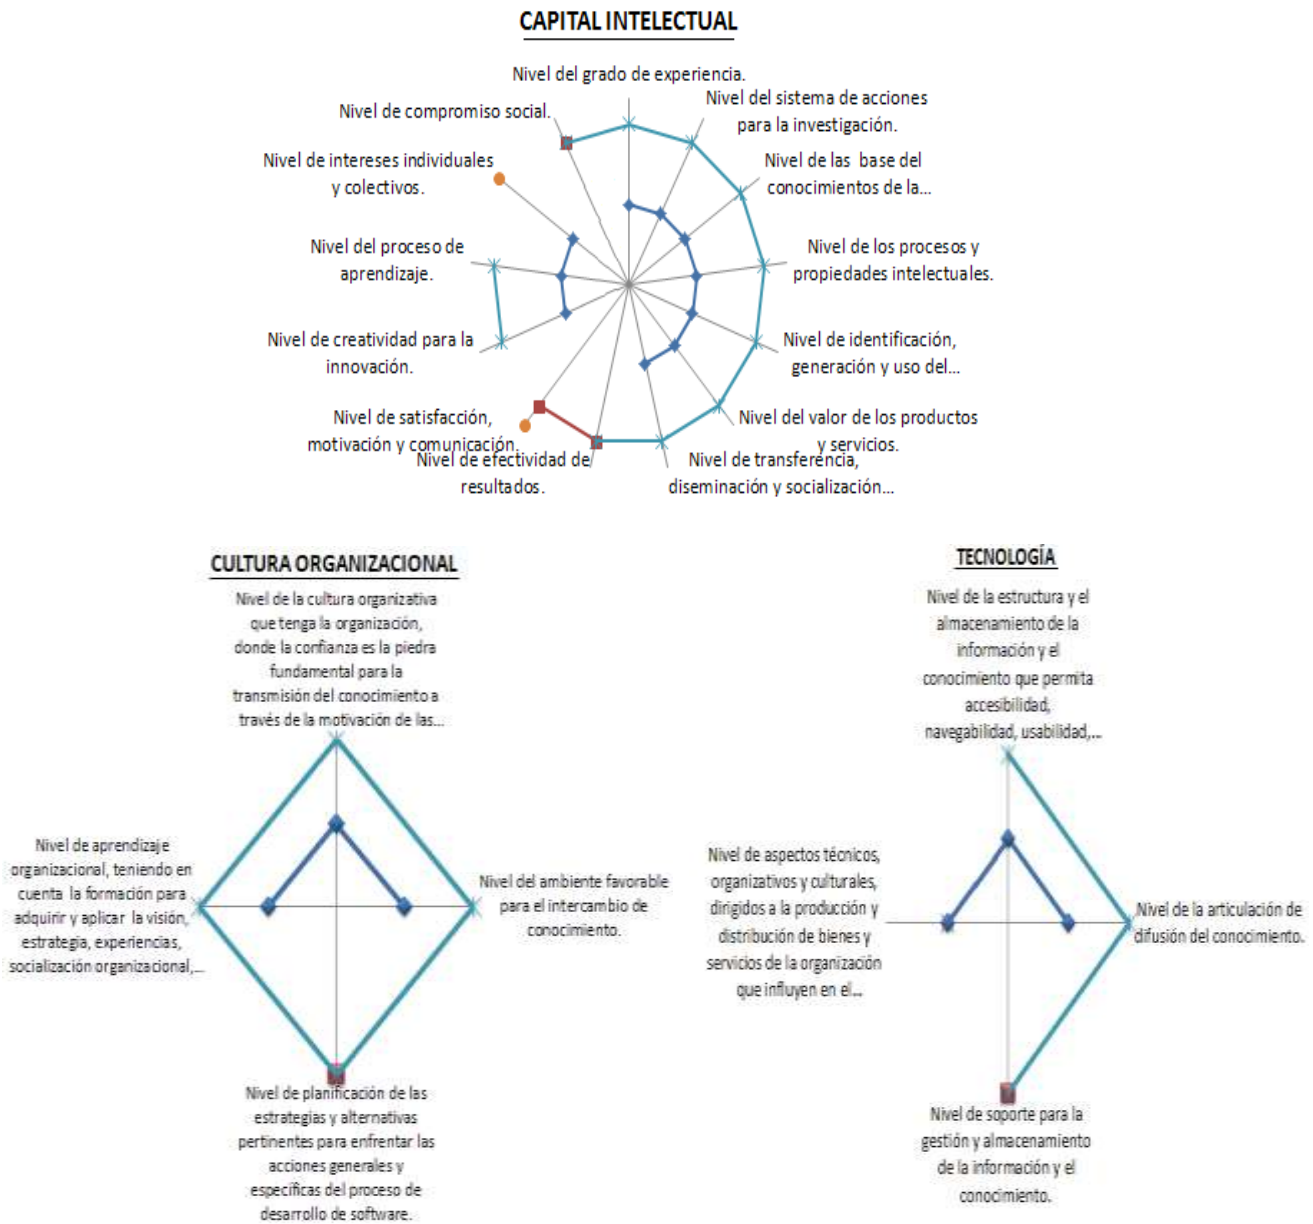 CAPITAL INTELECTUAL
Nivel del grado de experiencia.
Nivel del sistema de acciones
para la investigación.
Nivel de las base del
conocimientos de la...
Nivel de los procesos y
propiedades intelectuales.
Nivel de identificación,
generación y uso del...
Nivel del valor de los productos
y servicios.
Nivel de transferencia,
diseminación y socialización...
Nivel de efectividad de
resultados.
Nivel de satisfacción,
motivación y comunicación.
Nivel de creatividad para la
innovación.
Nivel del proceso de
aprendizaje.
Nivel de intereses individuales
y colectivos.
Nivel de compromiso social.
CULTURA ORGANIZACIONAL
Nivel de la cultura organizativa
que tenga la organización,
donde la confianza es la piedra
fundamental para la
transmisión del conocimiento a
través de la motivación de las...
Nivel del ambiente favorable
para el intercambio de
conocimiento.
Nivel de planificación de las
estrategias y alternativas
pertinentes para enfrentar las
acciones generales y
específicas del proceso de
desarrollo de software.
Nivel de aprendizaje
organizacional, teniendo en
cuenta la formación para
adquirir y aplicar la visión,
estrategia, experiencias,
socialización organizacional,...
TECNOLOGÍA
Nivel de la estructura y el
almacenamiento de la
información y el
conocimiento que permita
accesibilidad,
navegabilidad, usabilidad,...
Nivel de la articulación de
difusión del conocimiento.
Nivel de soporte para la
gestión y almacenamiento
de la información y el
conocimiento.
Nivel de aspectos técnicos,
organizativos y culturales,
dirigidos a la producción y
distribución de bienes y
servicios de la organización
que influyen en el...